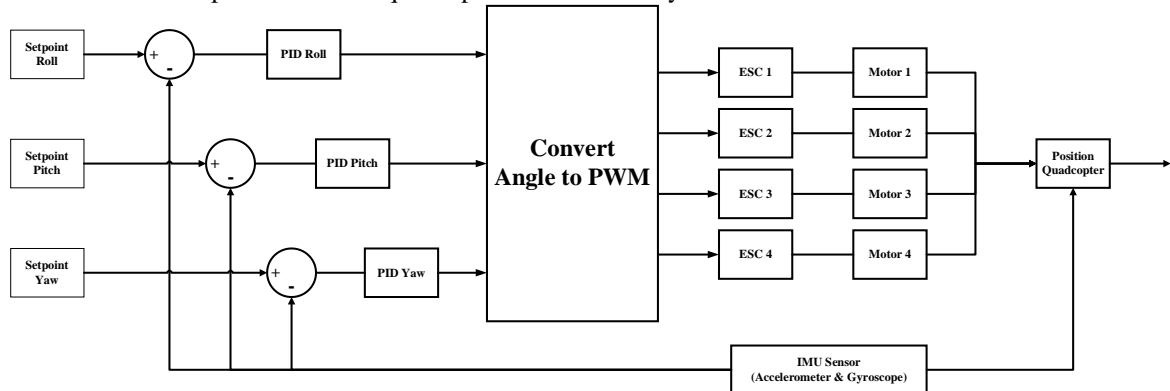 Setpoint
Roll
+
-
PID Roll
Setpoint
Pitch
+
-
PID Pitch
Setpoint
Yaw
+
-
PID Yaw
Convert
Angle to PWM
ESC 1
Motor 1
ESC 2
Motor 2
ESC 3
Motor 3
ESC 4
Motor 4
Position
Quadcopter
IMU Sensor
(Accelerometer & Gyroscope)